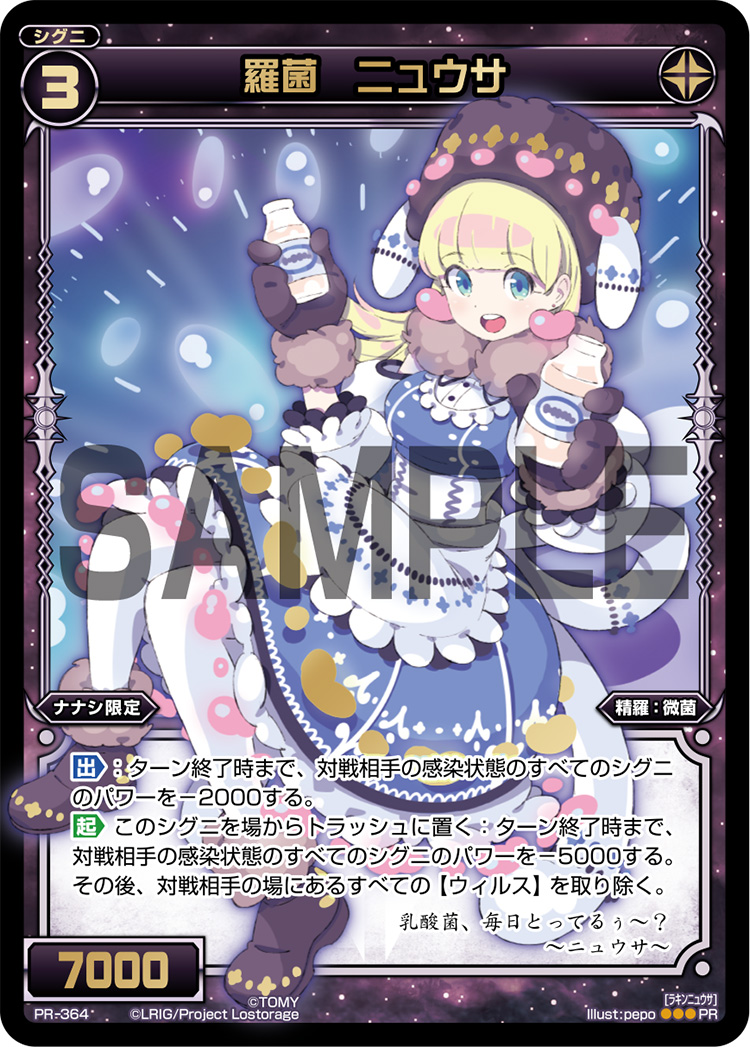 シグニ
3
羅菌　ニュウサ
SAMPLE
ナナシ限定
精羅：微菌
出：ターン終了時まで、対戦相手の感染状態のすべてのシグニ
のパワーを－2000する。
起 このシグニを場からトラッシュに置く：ターン終了時まで、
対戦相手の感染状態のすべてのシグニのパワーを－5000する。
その後、対戦相手の場にあるすべての【ウィルス】を取り除く。
乳酸菌、毎日とってるぅ～？
～ニュウサ～
7000
©TOMY
[ラキンニュウサ]
PR-364 ©LRIG/Project Lostorage
Illust:pepo PR